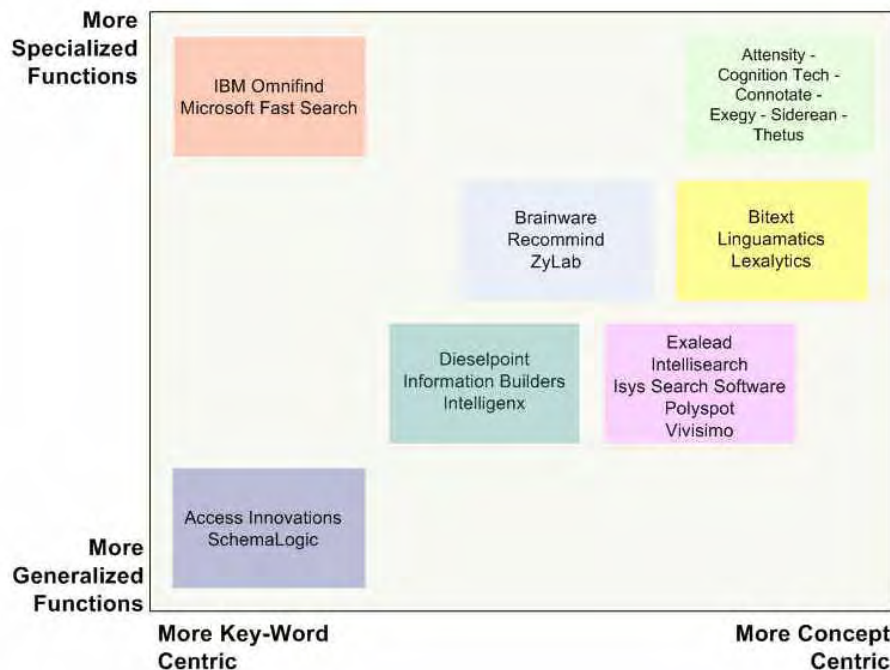 More
Specialized
Functions
IBM Omnifind
Microsoft Fast Search
Attensity -
Cognition Tech -
Connotate -
Exegy - Siderean -
Thetus
Brainware
Recommind
ZyLab
Bitext
Linguamatics
Lexalytics
Dieselpoint
Information Builders
Intelligenx
Exalead
Intellisearch
Isys Search Software
Polyspot
Vivisimo
Access Innovations
SchemaLogic
More
Generalized
Functions
More Key-Word
Centric
More Concept
Centric